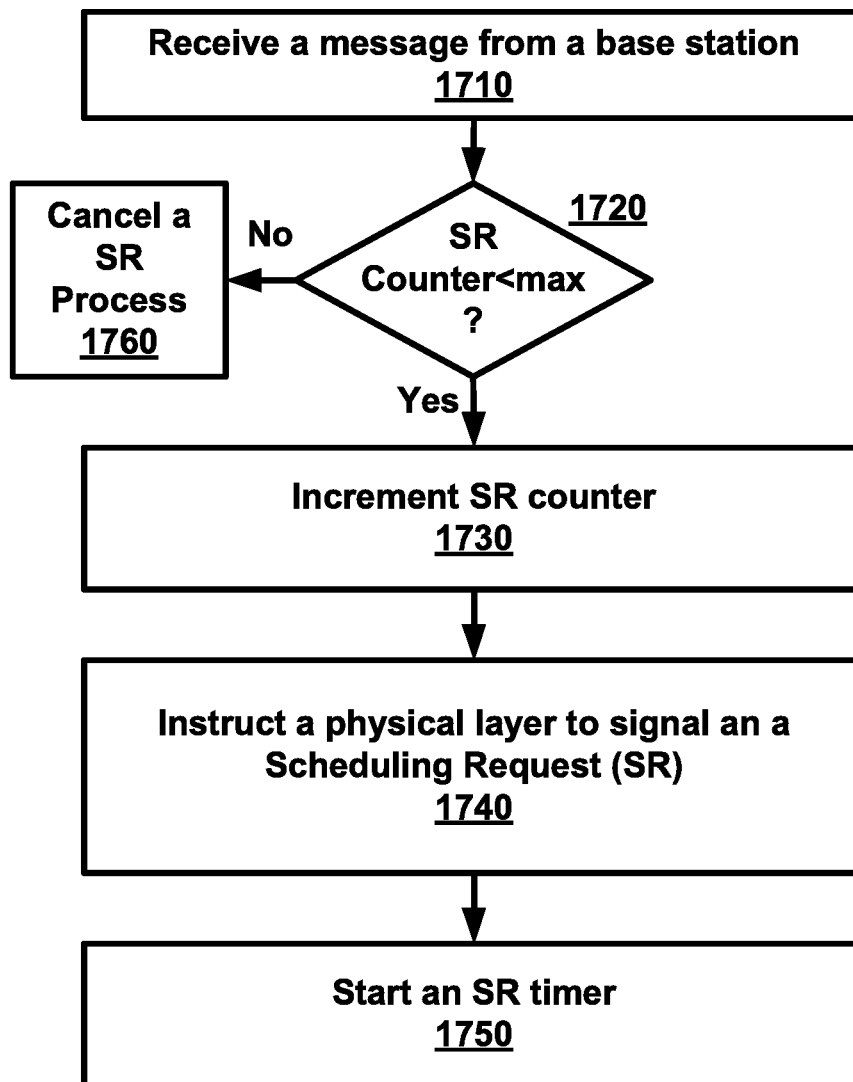 Receive a message from a base station
1710
1720
SR
Counter<max
?
No
Cancel a
SR
Process
1760
Yes
Increment SR counter
1730
Instruct a physical layer to signal an a
Scheduling Request (SR)
1740
Start an SR timer
1750